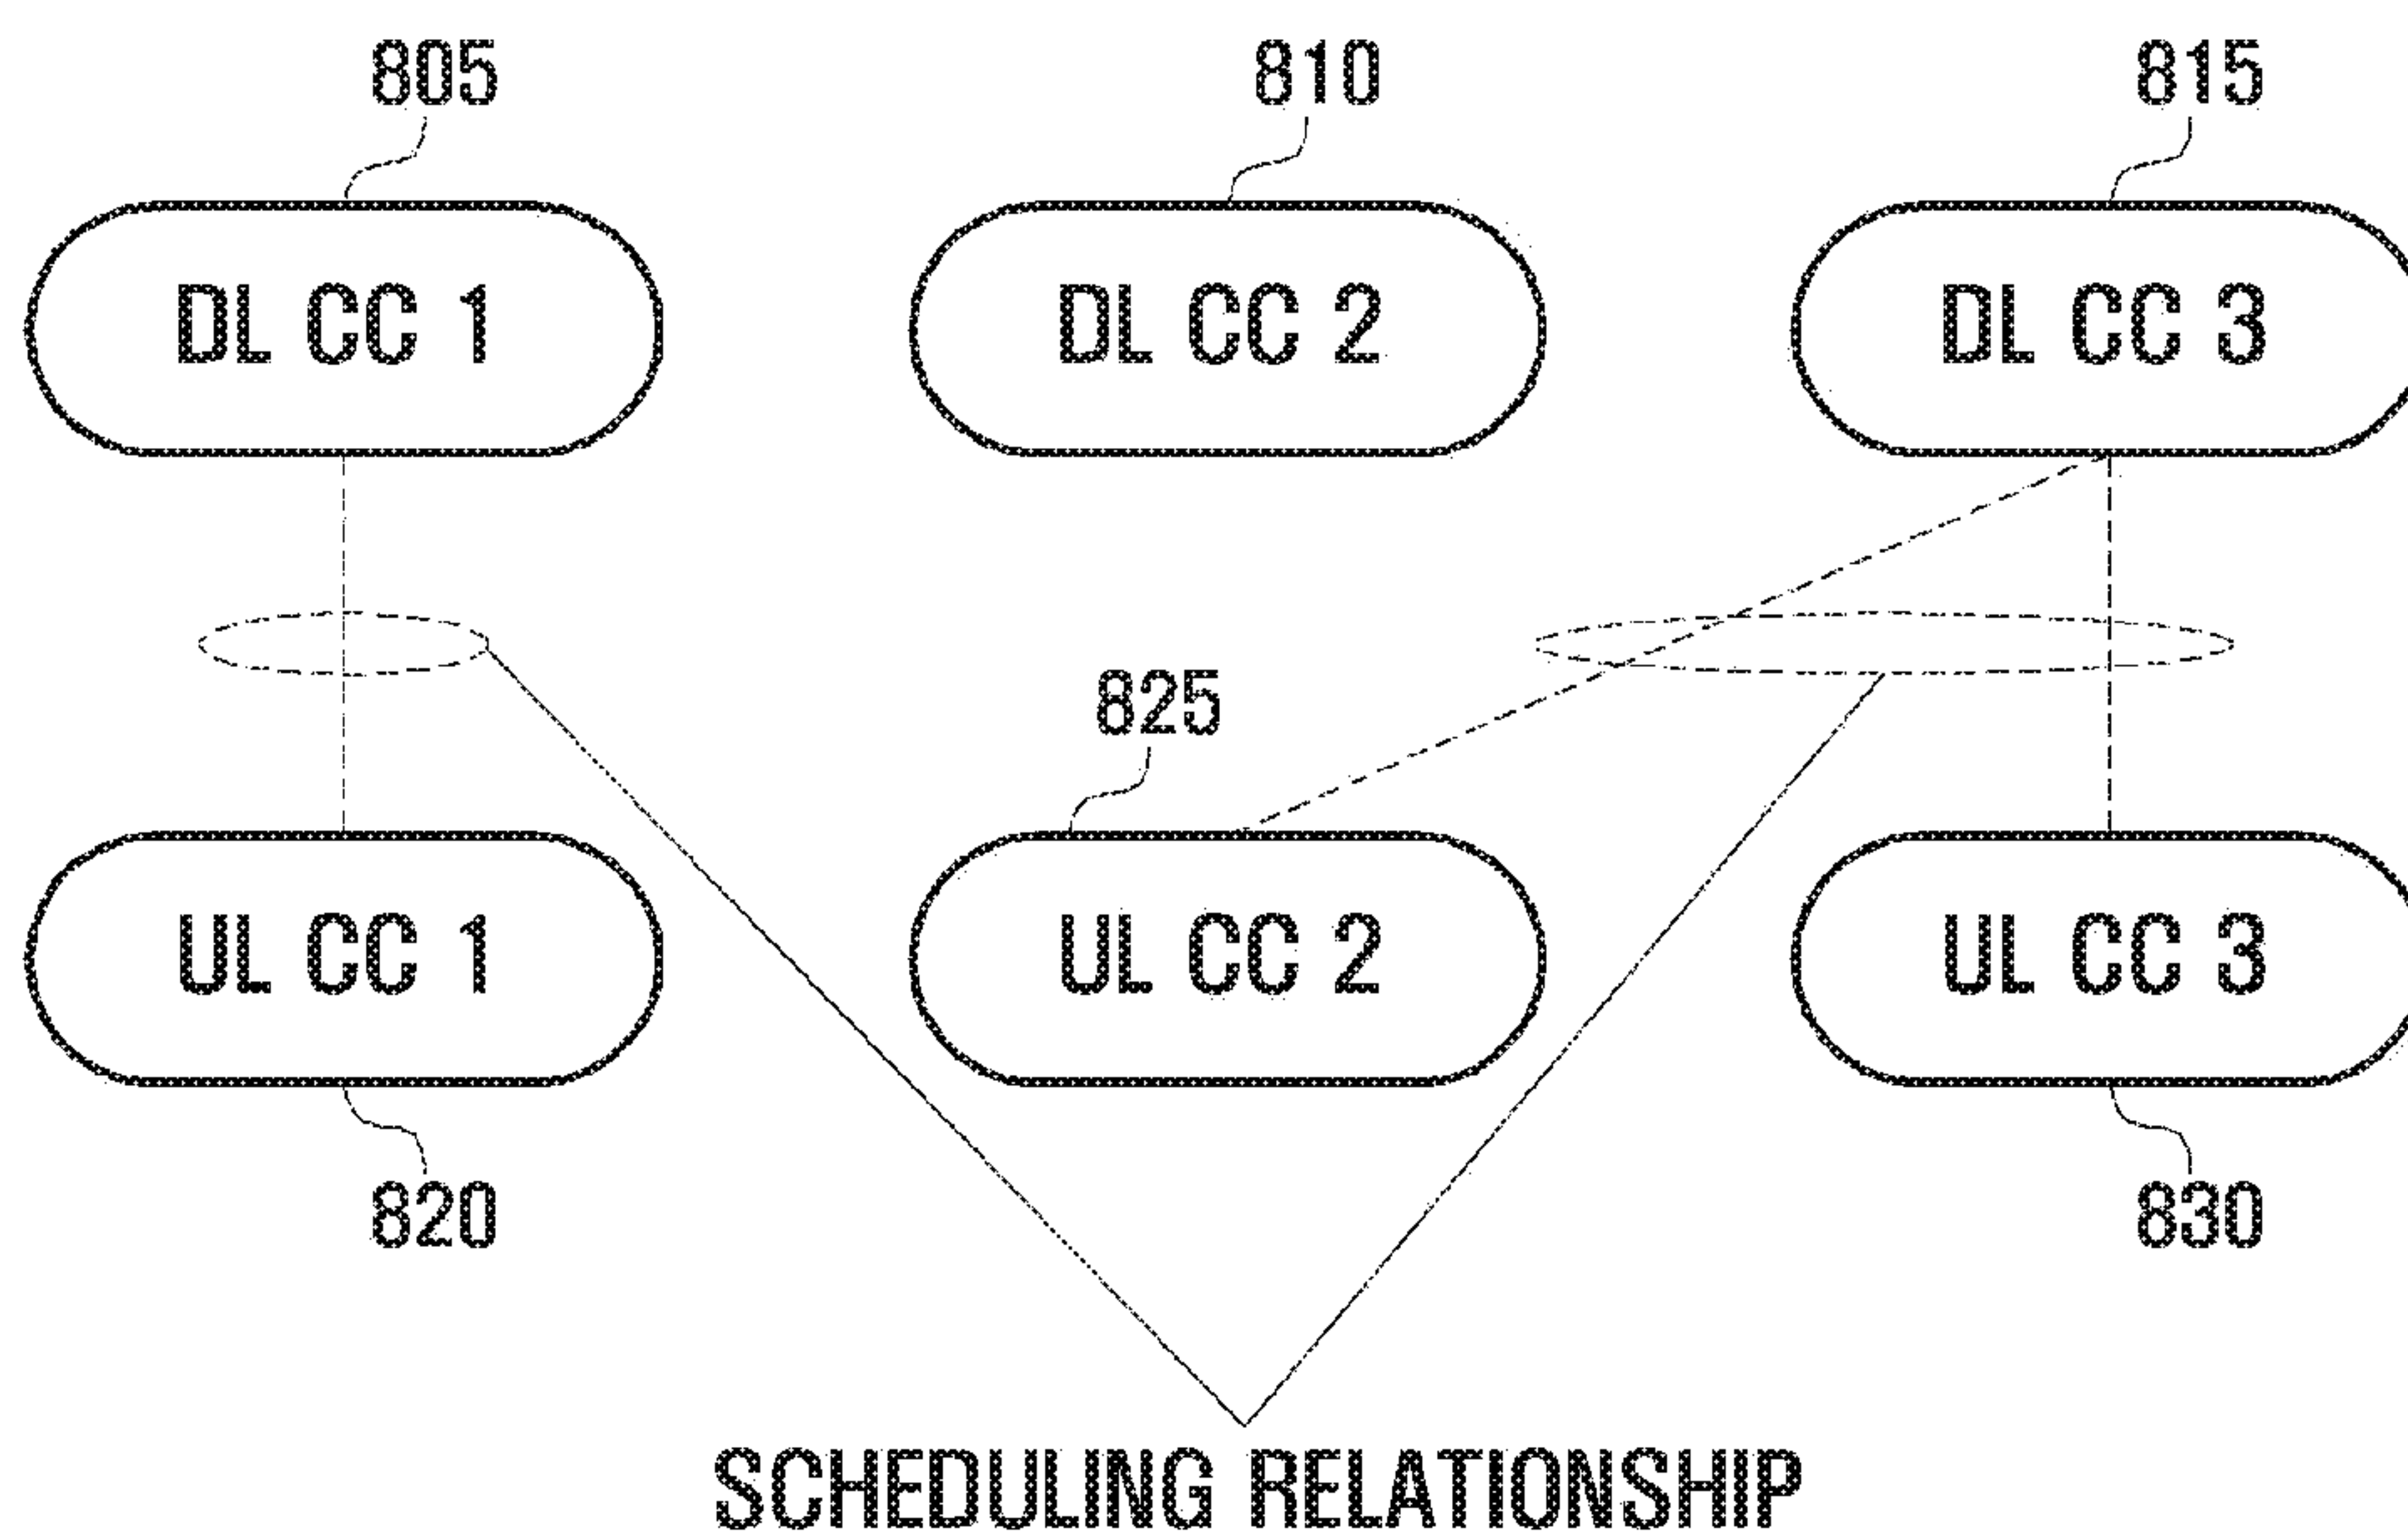 805 810 815
DL CC 1 DL CC 2 DL CC 3
825
UL CC 1 UL CC 2 UL CC 3
820 830
SCHEDULING RELATIONSHIP